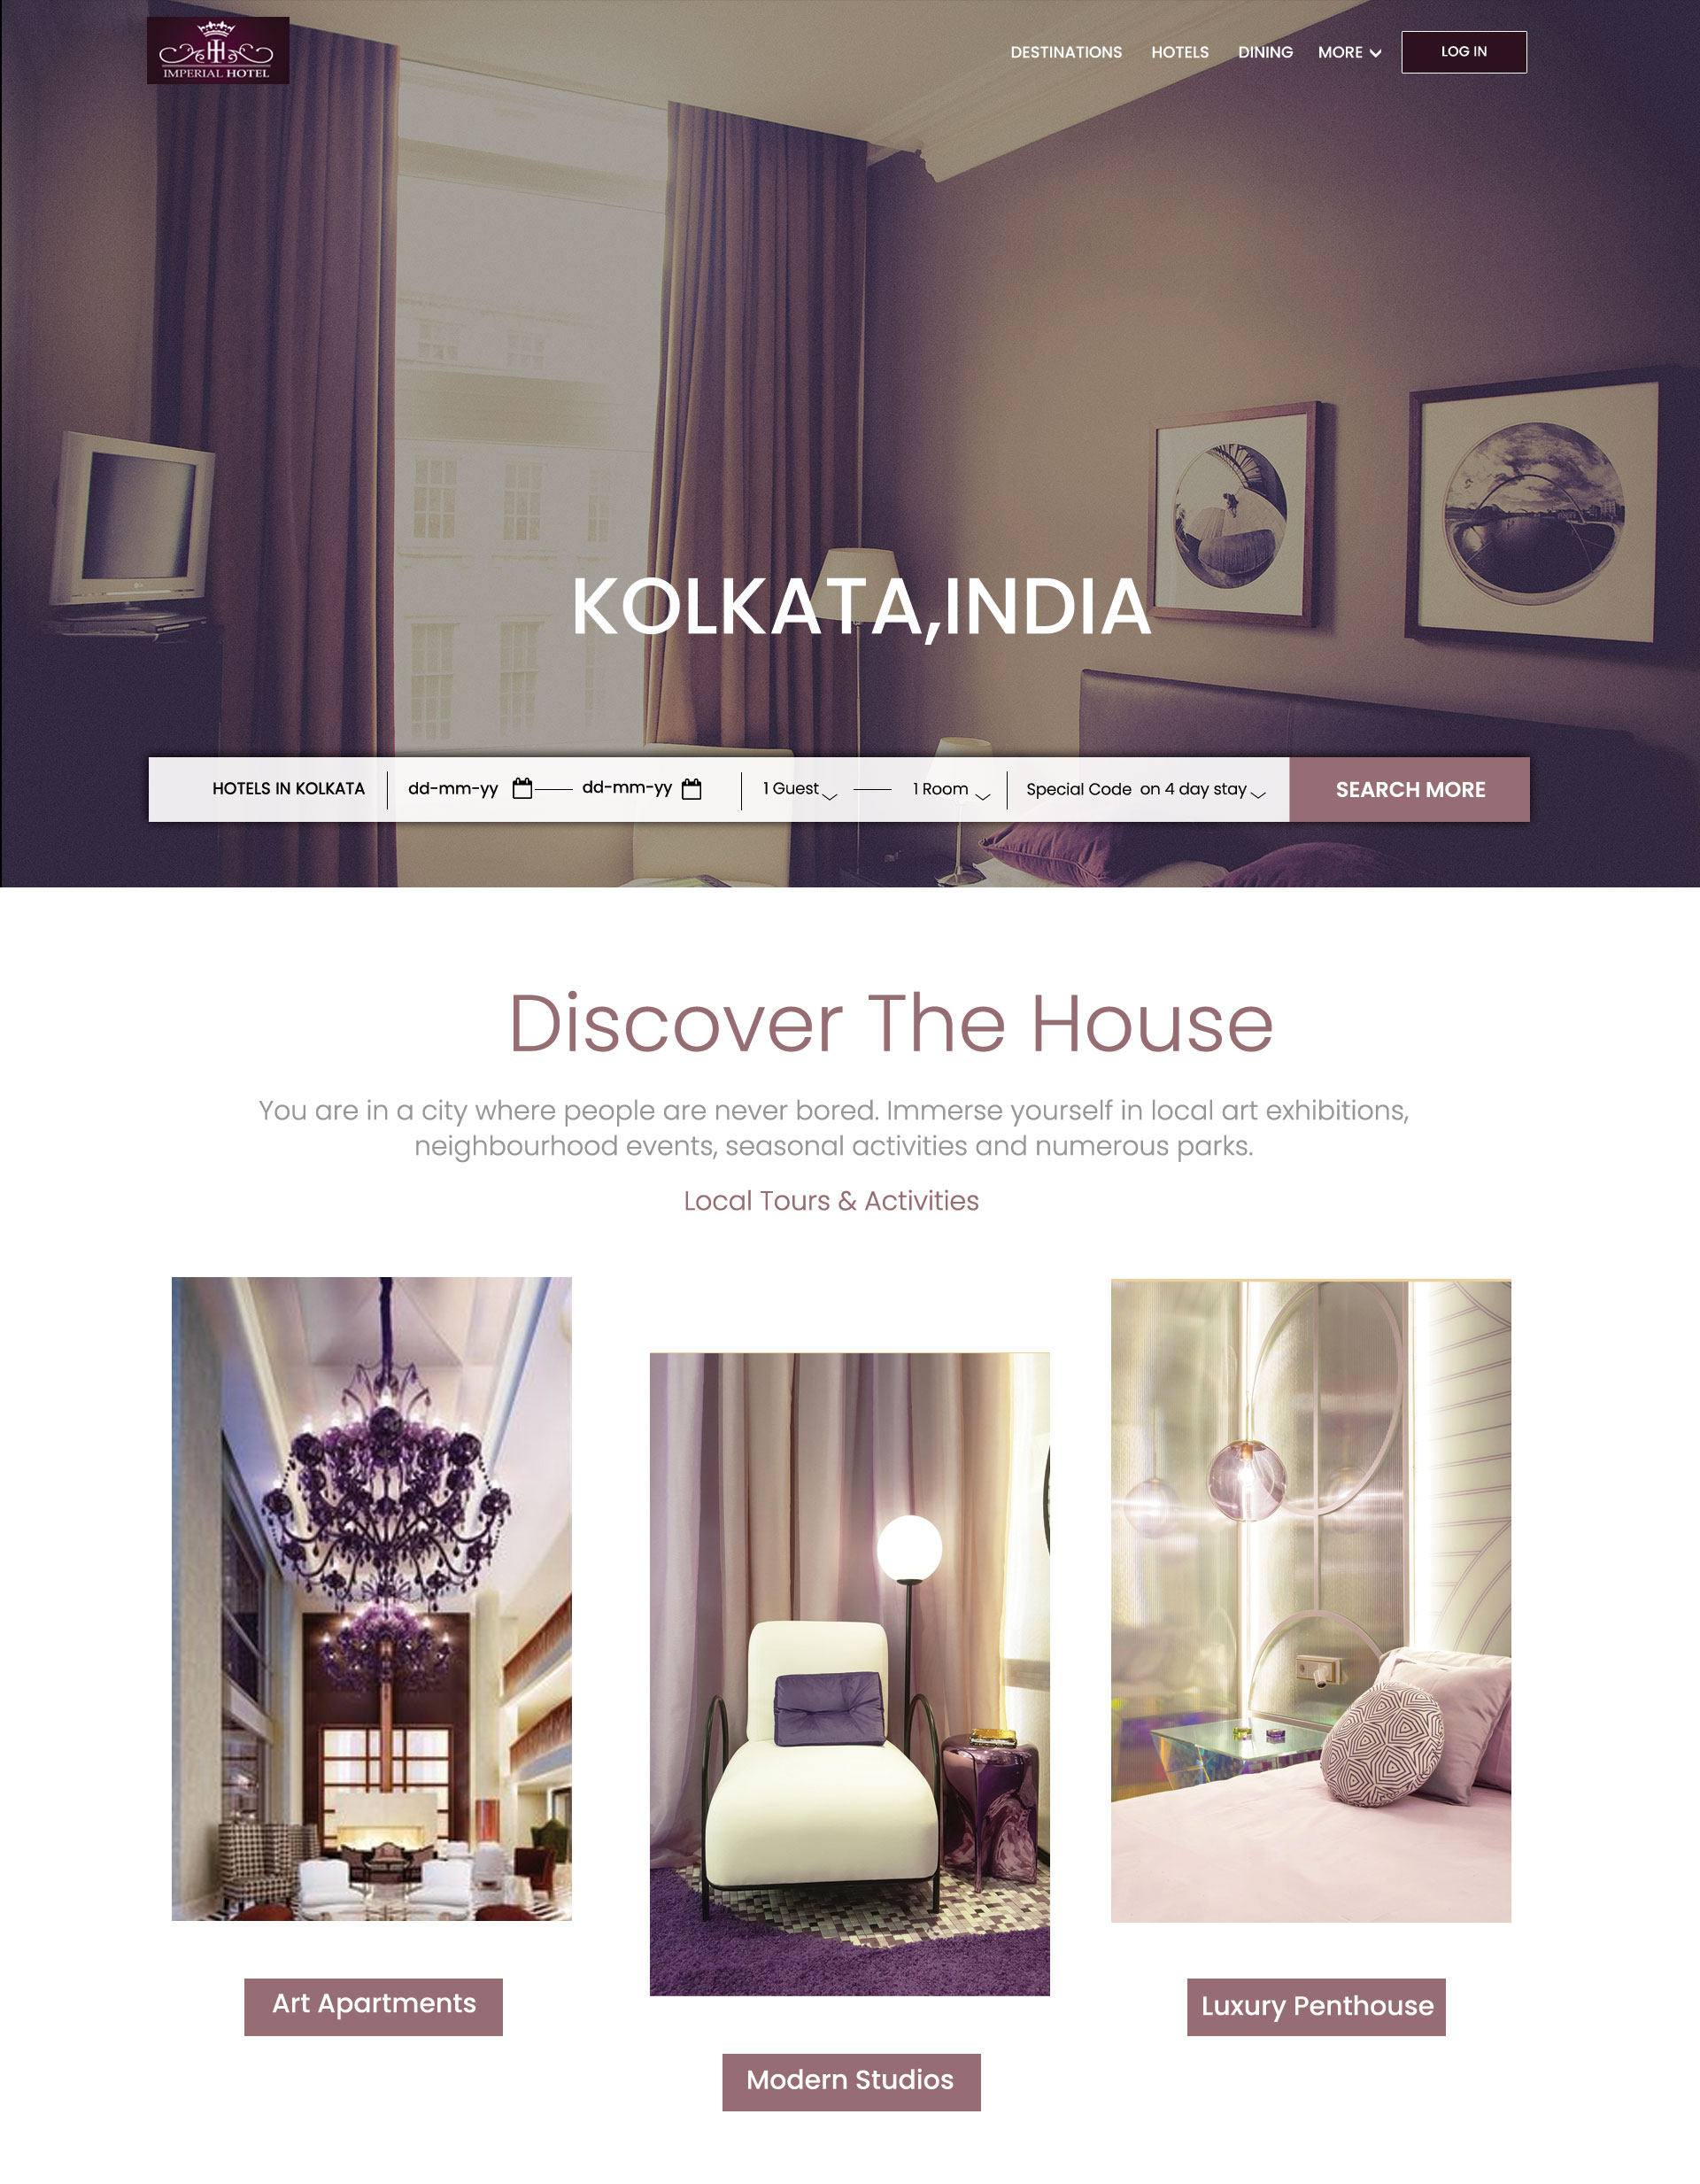 IMPERIAL HOTEL
DESTINATIONS HOTELS DINING MORE LOG IN
KOLKATA,INDIA
HOTELS IN KOLKATA dd-mm-yy dd-mm-yy 1 Guest 1 Room Special Code on 4 day stay SEARCH MORE
Discover The House
You are in a city where people are never bored. Immerse yourself in local art exhibitions,
neighbourhood events, seasonal activities and numerous parks.
Local Tours & Activities
Art Apartments
Luxury Penthouse
Modern Studios